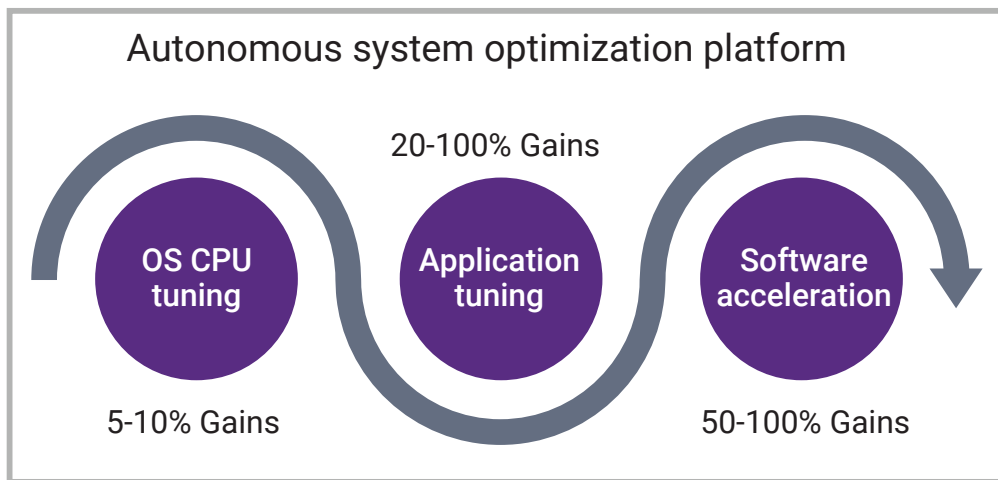 Autonomous system optimization platform
OS CPU
tuning
5-10% Gains
20-100% Gains
Application
tuning
Software
acceleration
50-100% Gains